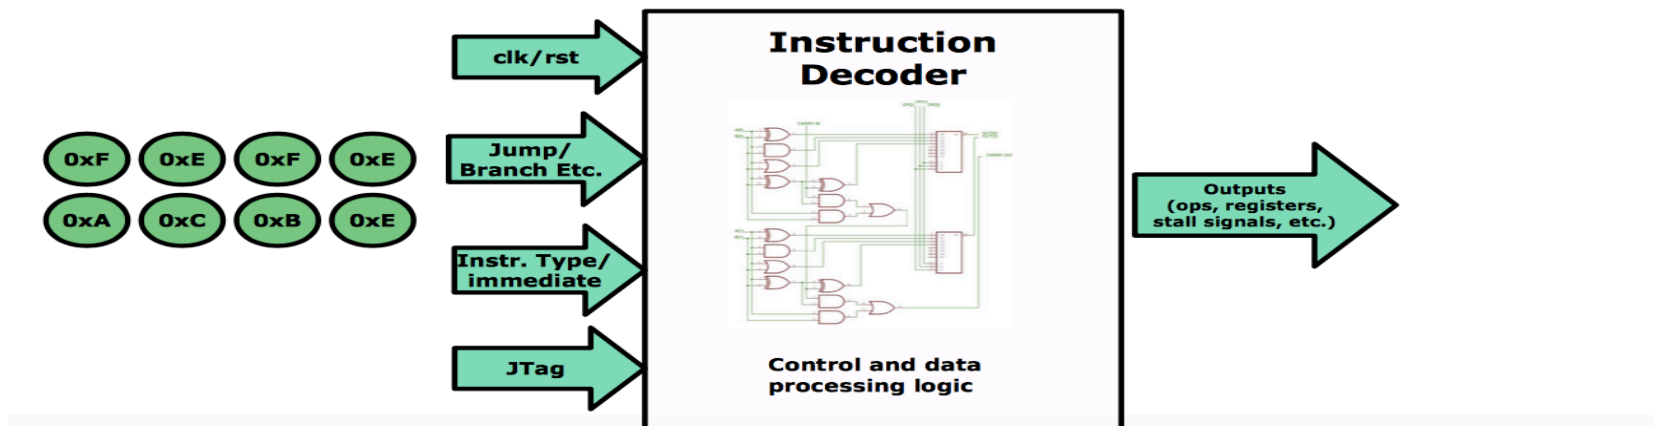 clk/rst
Instruction
Decoder
0xF 0xE 0xF 0xE
0xA 0xC 0xB 0xE
Jump/
Branch Etc.
Instr. Type/
immediate
JTag
Control and data
processing logic
Outputs
(ops, registers,
stall signals, etc.)